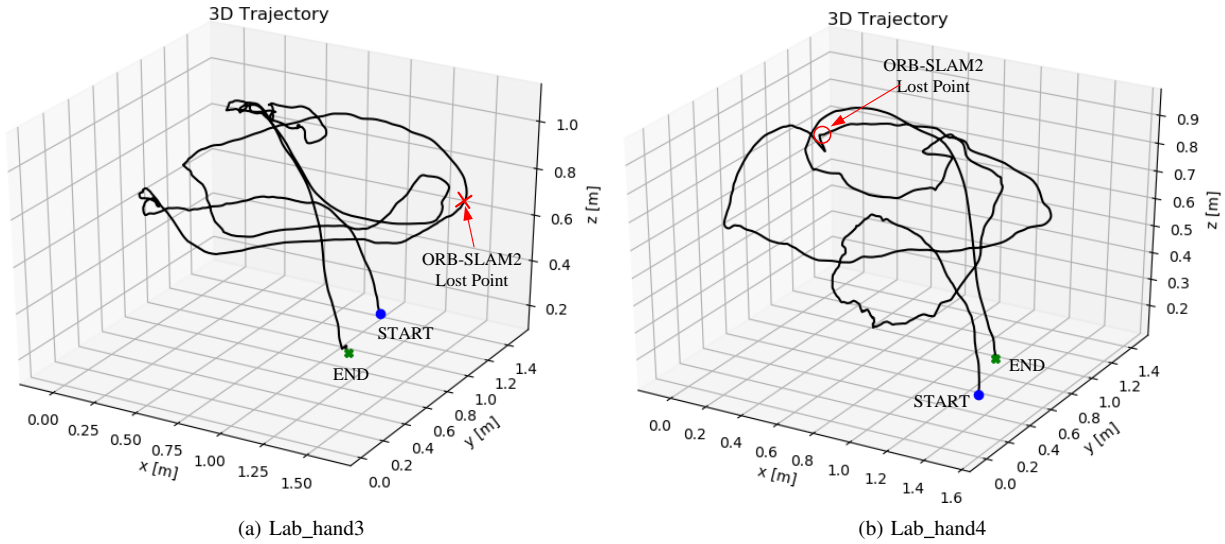 3D Trajectory
ORB-SLAM2
Lost Point
START
END
0.00
0.25
0.50
0.75
1.00
1.25
1.50
x [m]
0.0
0.2
0.4
0.6
0.8
1.0
1.2
1.4
y [m]
0.2
0.4
0.6
0.8
1.0
z [m]
(a) Lab_hand3
3D Trajectory
ORB-SLAM2
Lost Point
END
START
0.0
0.2
0.4
0.6
0.8
1.0
1.2
1.4
1.6
x [m]
0.0
0.2
0.4
0.6
0.8
1.0
1.2
1.4
y [m]
0.2
0.3
0.4
0.5
0.6
0.7
0.8
0.9
z [m]
(b) Lab_hand4